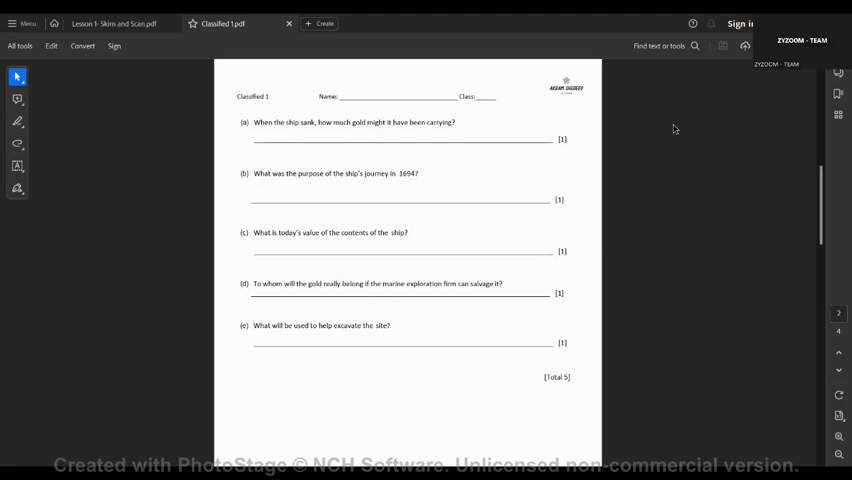 Menu Lesson 1- Skim and Scan.pdf Classified 1.pdf Create Sign in
ZYZOOM - TEAM
All tools Edit Convert Sign Find text or tools
ZYZOOM - TEAM
Classified 1 Name: Class:
(a) When the ship sank, how much gold might it have been carrying?
[1]
(b) What was the purpose of the ship's journey in 1694?
[1]
(c) What is today's value of the contents of the ship?
[1]
(d) To whom will the gold really belong if the marine exploration firm can salvage it?
[1]
(e) What will be used to help excavate the site?
[1]
[Total 5]
2
4
Created with PhotoStage © NCH Software. Unlicensed non-commercial version.